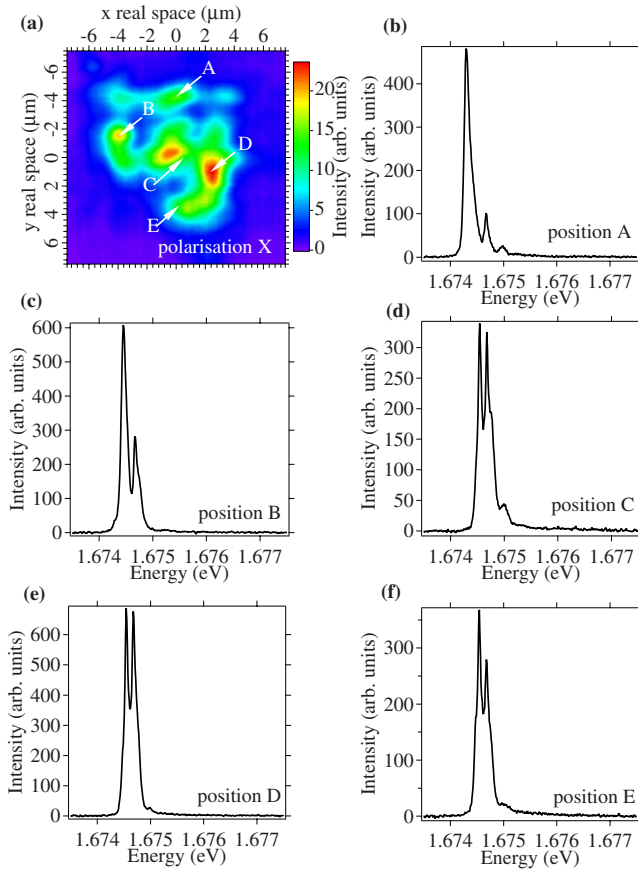 (a)
x real space (μm)
-6 -4 -2 0 2 4 6
y real space (μm)
-6
-4
-2
0
2
4
6
A
B
C
D
E
polarisation X
20
15
10
5
0
Intensity (arb. units)
(b)
Intensity (arb. units)
400
300
200
100
0
position A
1.674 1.675 1.676 1.677
Energy (eV)
(c)
Intensity (arb. units)
600
500
400
300
200
100
0
position B
1.674 1.675 1.676 1.677
Energy (eV)
(d)
Intensity (arb. units)
300
250
200
150
100
50
0
position C
1.674 1.675 1.676 1.677
Energy (eV)
(e)
Intensity (arb. units)
600
500
400
300
200
100
0
position D
1.674 1.675 1.676 1.677
Energy (eV)
(f)
Intensity (arb. units)
300
200
100
0
position E
1.674 1.675 1.676 1.677
Energy (eV)